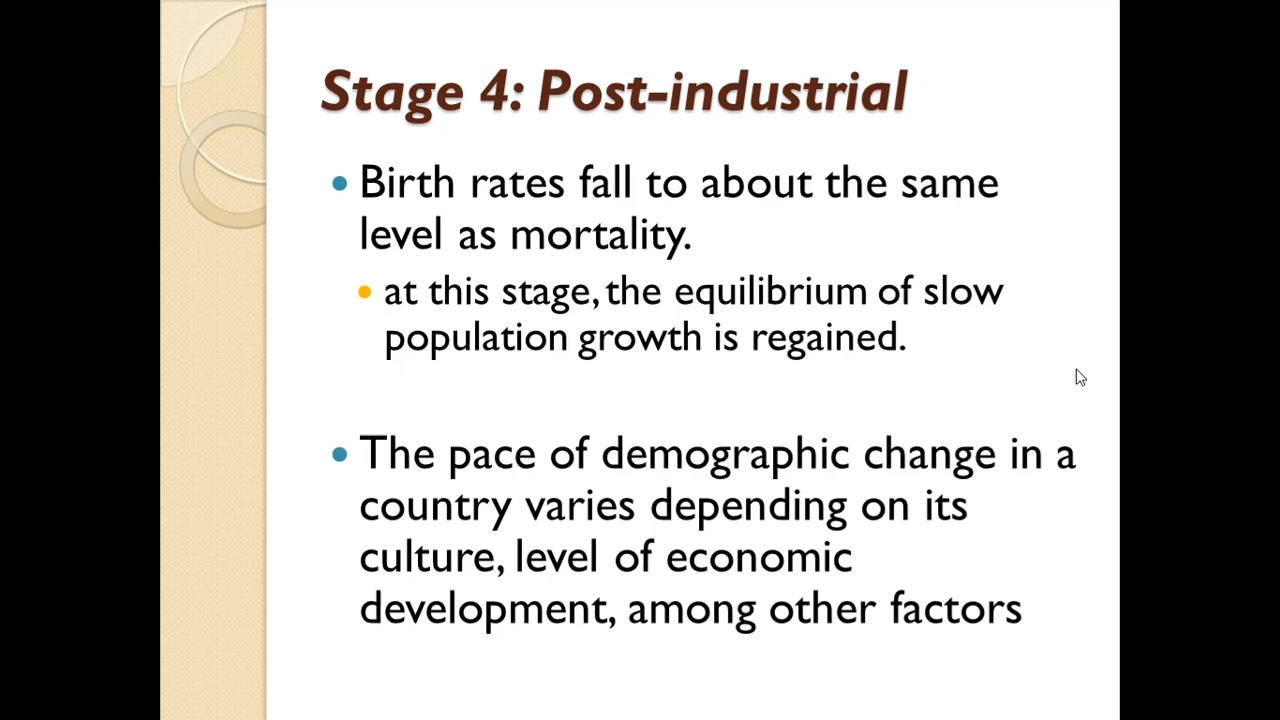 Stage 4: Post-industrial
Birth rates fall to about the same
level as mortality.
at this stage, the equilibrium of slow
population growth is regained.
The pace of demographic change in a
country varies depending on its
culture, level of economic
development, among other factors